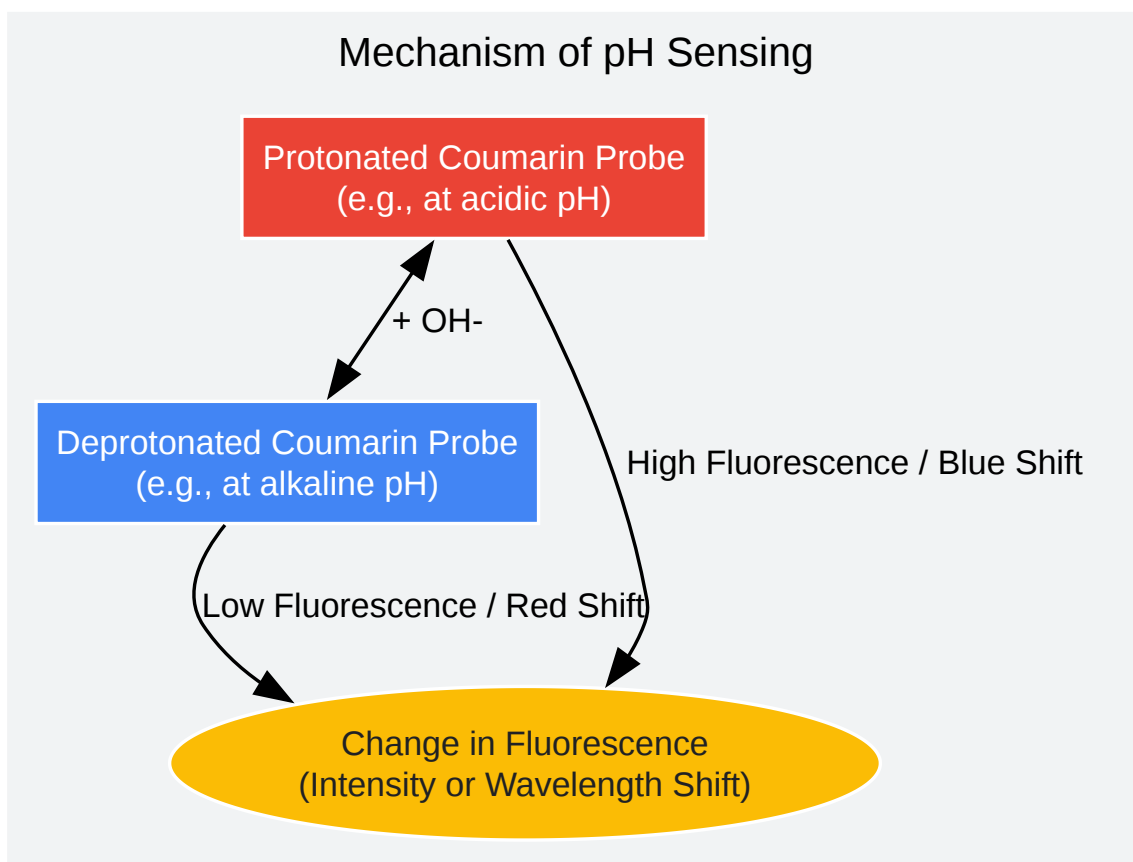 Mechanism of pH Sensing
Protonated Coumarin Probe
(e.g., at acidic pH)
+ OH-
Deprotonated Coumarin Probe
(e.g., at alkaline pH)
High Fluorescence / Blue Shift
Low Fluorescence / Red Shift
Change in Fluorescence
(Intensity or Wavelength Shift)